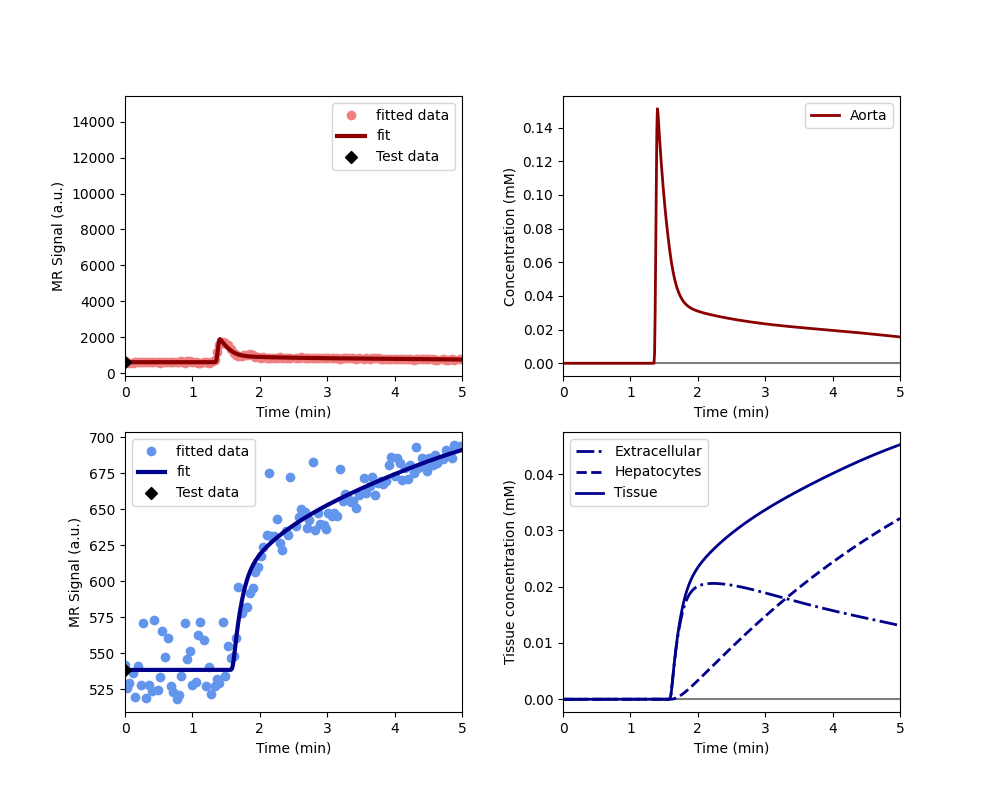 14000
12000
10000
8000
6000
4000
2000
0
MR Signal (a.u.)
fitted data
fit
Test data
0 1 2 3 4 5
Time (min)
0.14
0.12
0.10
0.08
0.06
0.04
0.02
0.00
Concentration (mM)
Aorta
0 1 2 3 4 5
Time (min)
700
675
650
625
600
575
550
525
MR Signal (a.u.)
fitted data
fit
Test data
0 1 2 3 4 5
Time (min)
0.04
0.03
0.02
0.01
0.00
Tissue concentration (mM)
Extracellular
Hepatocytes
Tissue
0 1 2 3 4 5
Time (min)